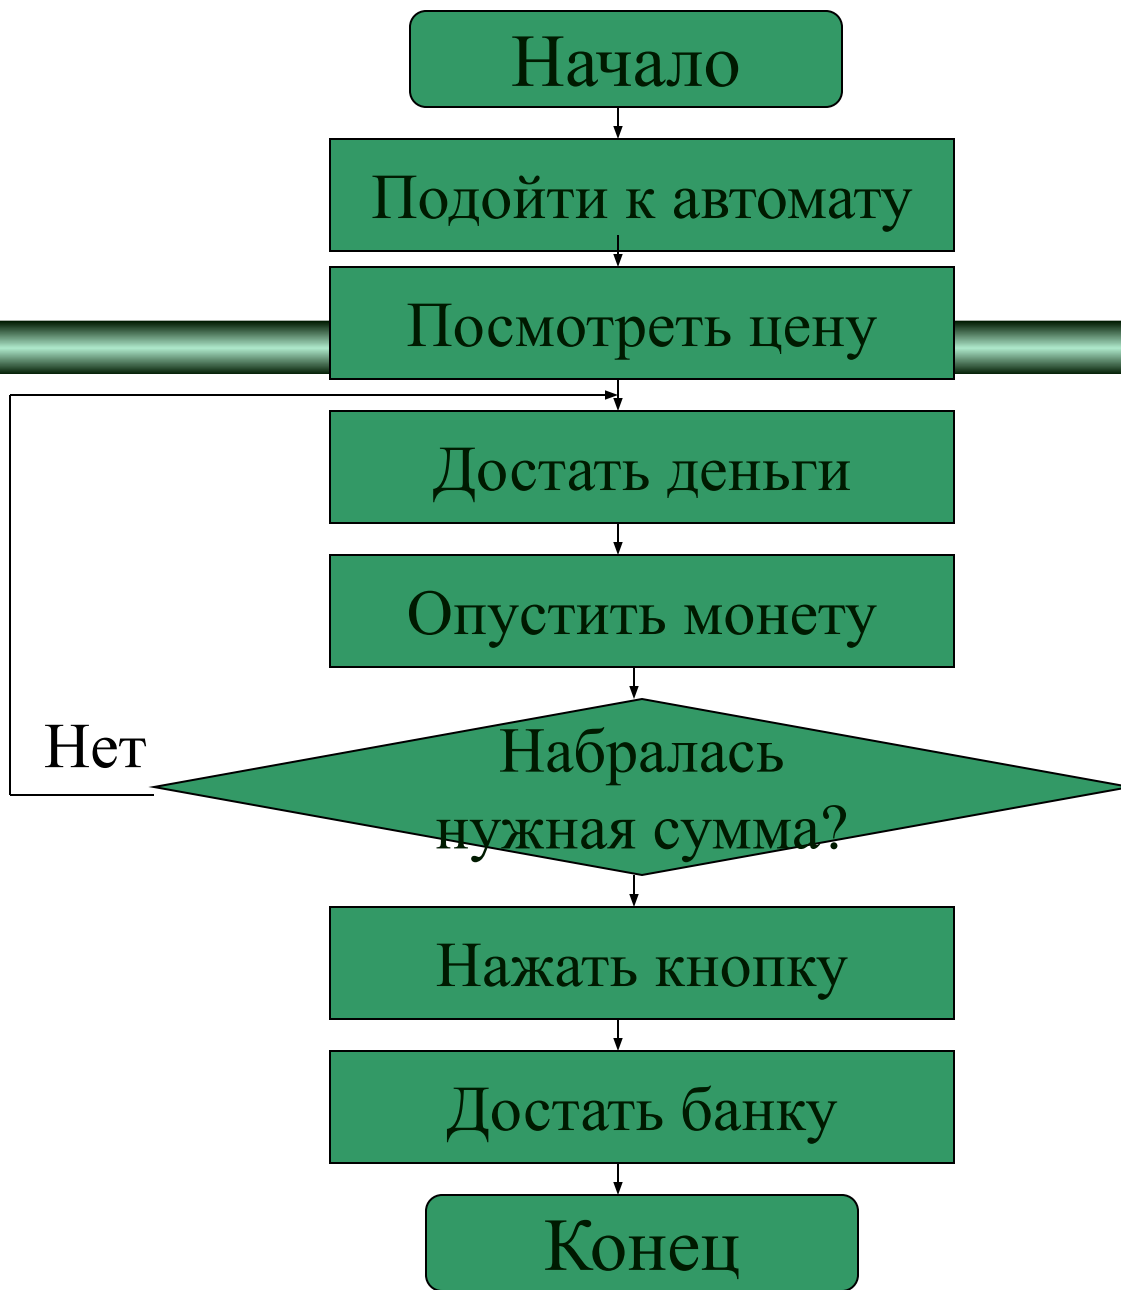 Начало
Подойти к автомату
Посмотреть цену
Достать деньги
Опустить монету
Нет
Набралась
нужная сумма?
Нажать кнопку
Достать банку
Конец